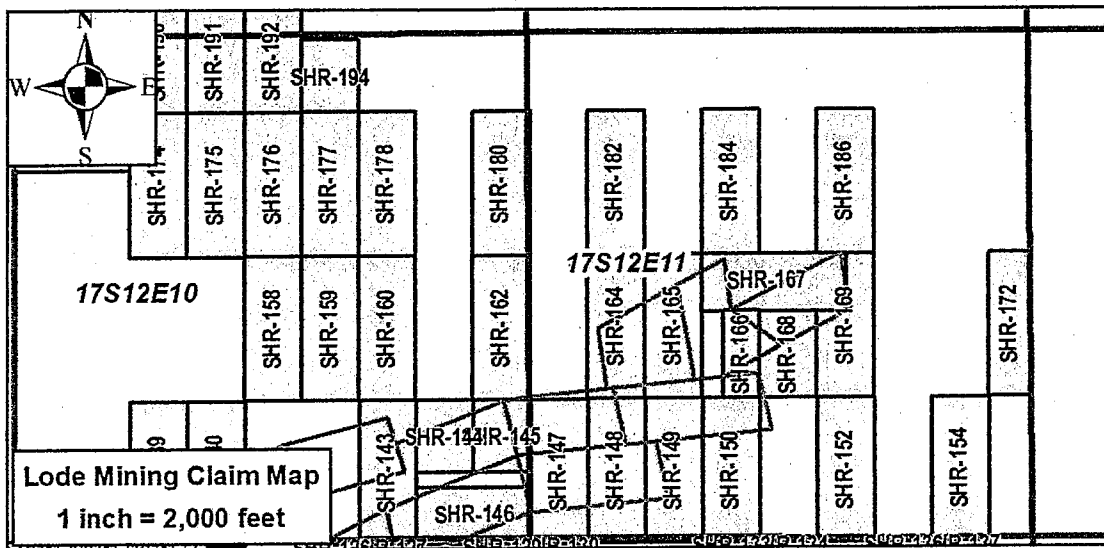 N
W
E
S
SHR-191
SHR-192
SHR-194
SHR-175
SHR-176
SHR-177
SHR-178
SHR-180
SHR-182
SHR-184
SHR-186
17S12E10
17S12E11
SHR-158
SHR-159
SHR-160
SHR-162
SHR-164
SHR-165
SHR-166
SHR-167
SHR-168
SHR-169
SHR-172
SHR-143
SHR-144
SHR-145
SHR-146
SHR-147
SHR-148
SHR-149
SHR-150
SHR-152
SHR-154
Lode Mining Claim Map
1 inch = 2,000 feet